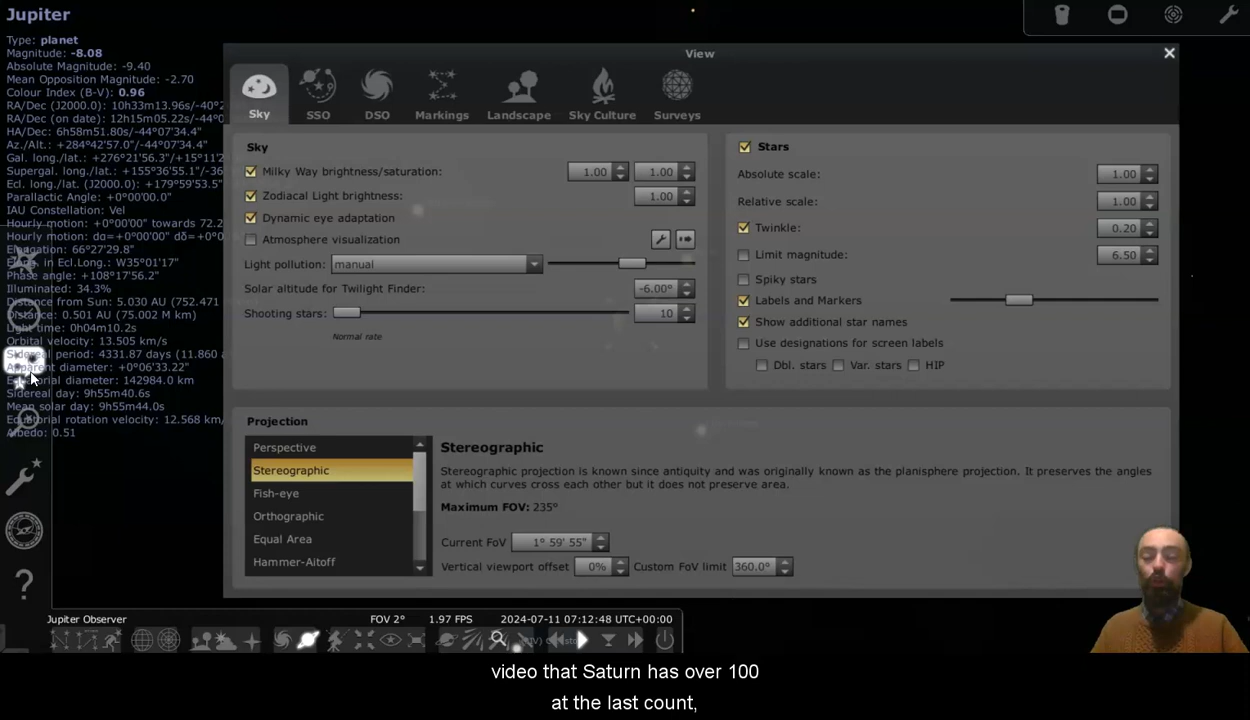 Jupiter
Type: planet
Magnitude: -8.08
Absolute Magnitude: -9.40
Mean Opposition Magnitude: -2.70
Colour Index (B-V): 0.96
RA/Dec (J2000.0): 10h33m13.96s/-40°2
RA/Dec (on date): 12h15m05.22s/-44°0
HA/Dec: 6h58m51.80s/-44°07'34.4"
Az./Alt.: +284°42'57.0"/-44°07'34.4"
Gal. long./lat.: +276°21'56.3"/+15°11'2
Supergal. long./lat.: +155°36'55.1"/-36
Ecl. long./lat. (J2000.0): +179°59'53.5"
Parallactic Angle: +0°00'00.0"
IAU Constellation: Vel
Hourly motion: +0°00'00" towards 72.2
Hourly motion: dα=+0°00'00" dδ=+0°0
Elongation: 66°27'29.8"
in Ecl.Long.: W35°01'17"
Phase angle: +108°17'56.2"
Illuminated: 34.3%
Distance from Sun: 5.030 AU (752.471
Distance: 0.501 AU (75.002 M km)
Light time: 0h04m10.2s
Orbital velocity: 13.505 km/s
Sidereal period: 4331.87 days (11.860 a
Apparent diameter: +0°06'33.22"
Equatorial diameter: 142984.0 km
Sidereal day: 9h55m40.6s
Mean solar day: 9h55m44.0s
Equatorial rotation velocity: 12.568 km/
Albedo: 0.51
View
Sky
SSO
DSO
Markings
Landscape
Sky Culture
Surveys
Sky
Milky Way brightness/saturation: 1.00 1.00
Zodiacal Light brightness: 1.00
Dynamic eye adaptation
Atmosphere visualization
Light pollution: manual
Solar altitude for Twilight Finder: -6.00°
Shooting stars: 10
Normal rate
Stars
Absolute scale: 1.00
Relative scale: 1.00
Twinkle: 0.20
Limit magnitude: 6.50
Spiky stars
Labels and Markers
Show additional star names
Use designations for screen labels
Dbl. stars Var. stars HIP
Projection
Perspective
Stereographic
Fish-eye
Orthographic
Equal Area
Hammer-Aitoff
Stereographic
Stereographic projection is known since antiquity and was originally known as the planisphere projection. It preserves the angles
at which curves cross each other but it does not preserve area.
Maximum FOV: 235°
Current FoV 1° 59' 55"
Vertical viewport offset 0% Custom FoV limit 360.0°
Jupiter Observer FOV 2° 1.97 FPS 2024-07-11 07:12:48 UTC+00:00
video that Saturn has over 100
at the last count,